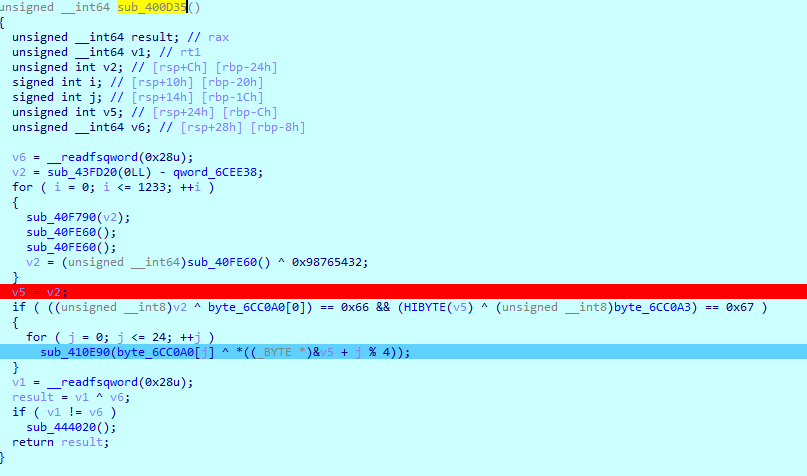 unsigned __int64 sub_400D35()
{
  unsigned __int64 result; // rax
  unsigned __int64 v1; // rt1
  unsigned int v2; // [rsp+Ch] [rbp-24h]
  signed int i; // [rsp+10h] [rbp-20h]
  signed int j; // [rsp+14h] [rbp-1Ch]
  unsigned int v5; // [rsp+24h] [rbp-Ch]
  unsigned __int64 v6; // [rsp+28h] [rbp-8h]

  v6 = __readfsqword(0x28u);
  v2 = sub_43FD20(0LL) - qword_6CEE38;
  for ( i = 0; i <= 1233; ++i )
  {
    sub_40F790(v2);
    sub_40FE60();
    sub_40FE60();
    v2 = (unsigned __int64)sub_40FE60() ^ 0x98765432;
  }
  v5 = v2;
  if ( ((unsigned __int8)v2 ^ byte_6CC0A0[0]) == 0x66 && (HIBYTE(v5) ^ (unsigned __int8)byte_6CC0A3) == 0x67 )
  {
    for ( j = 0; j <= 24; ++j )
      sub_410E90(byte_6CC0A0[j] ^ *((_BYTE *)&v5 + j % 4));
  }
  v1 = __readfsqword(0x28u);
  result = v1 ^ v6;
  if ( v1 != v6 )
    sub_444020();
  return result;
}